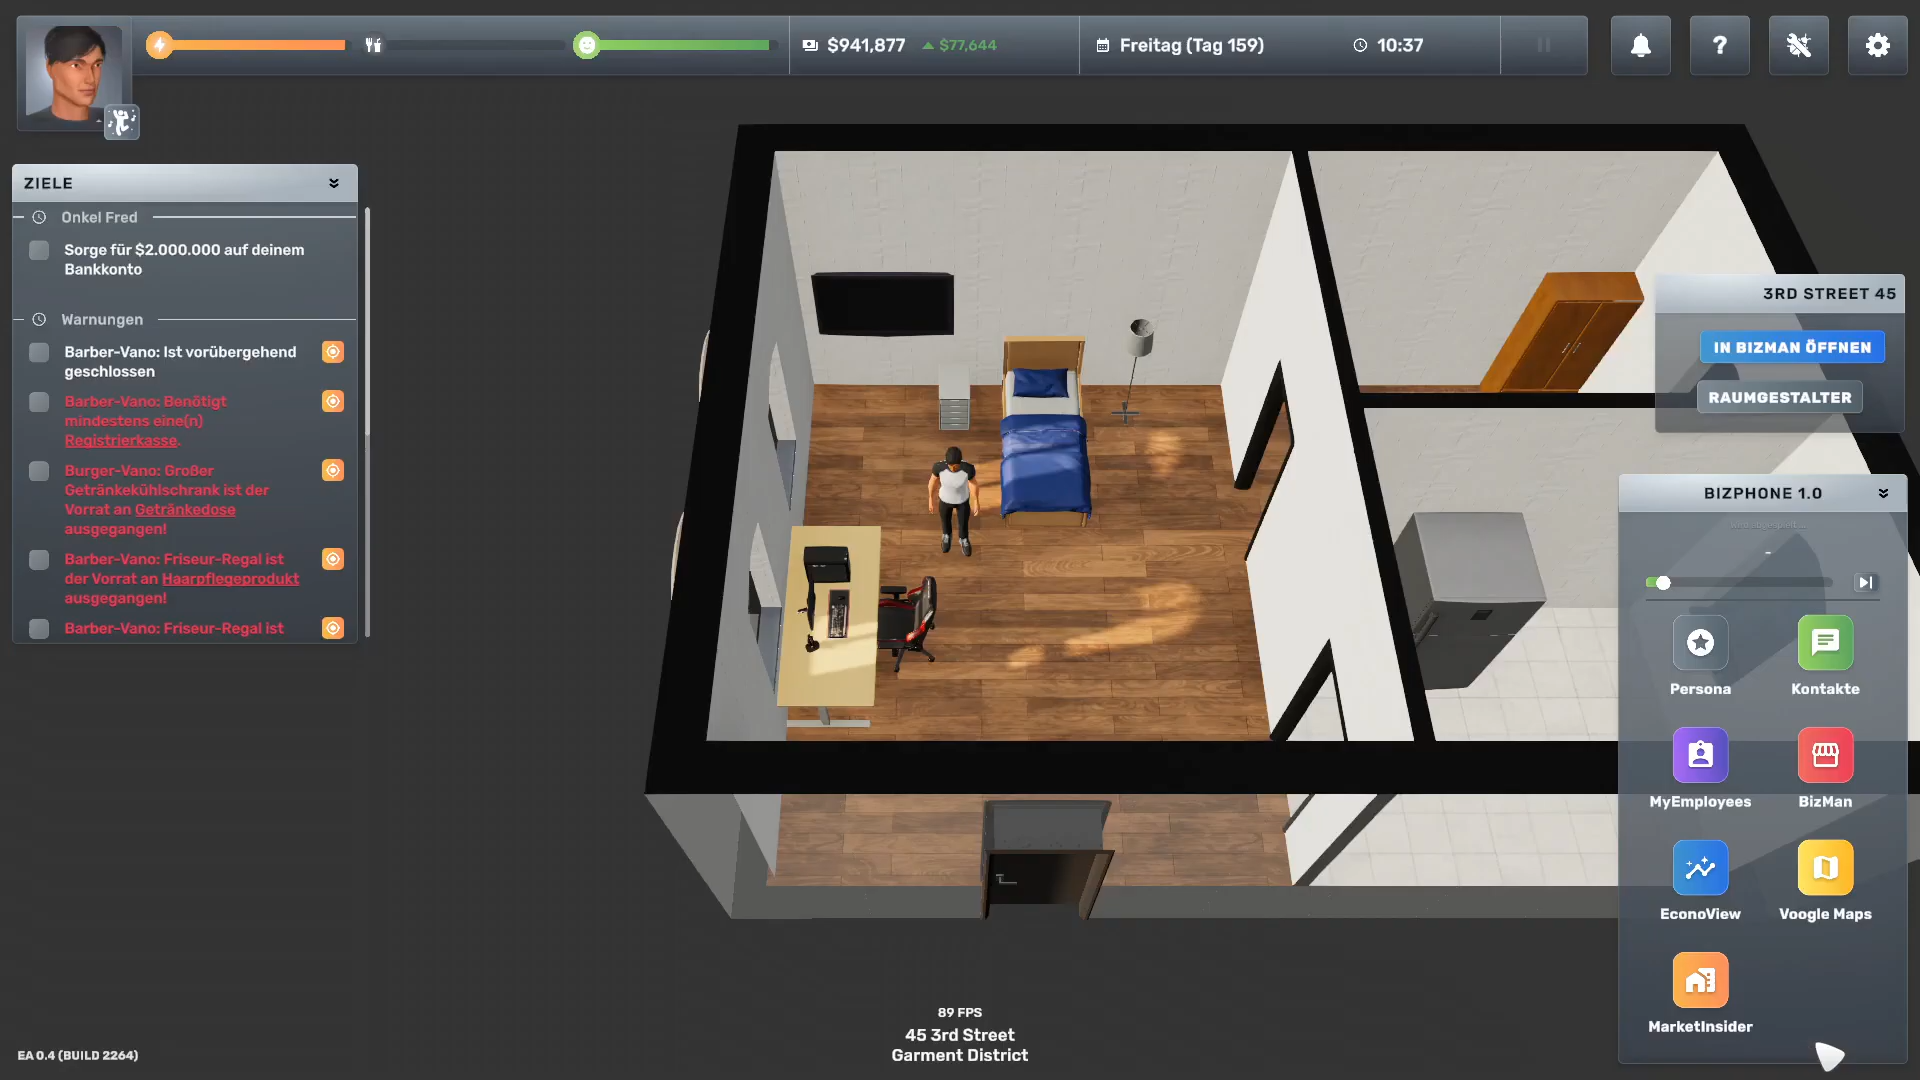 $941,877
$77,644
Freitag (Tag 159)
10:37
?
ZIELE
Onkel Fred
Sorge für $2.000.000 auf deinem
Bankkonto
Warnungen
Barber-Vano: Ist vorübergehend
geschlossen
Barber-Vano: Benötigt
mindestens eine(n)
Registrierkasse.
Burger-Vano: Großer
Getränkekühlschrank ist der
Vorrat an Getränkedose
ausgegangen!
Barber-Vano: Friseur-Regal ist
der Vorrat an Haarpflegeprodukt
ausgegangen!
Barber-Vano: Friseur-Regal ist
3RD STREET 45
IN BIZMAN ÖFFNEN
RAUMGESTALTER
BIZPHONE 1.0
Wird abgespielt...
-
Persona
Kontakte
MyEmployees
BizMan
EconoView
Voogle Maps
MarketInsider
89 FPS
45 3rd Street
Garment District
EA 0.4 (BUILD 2264)